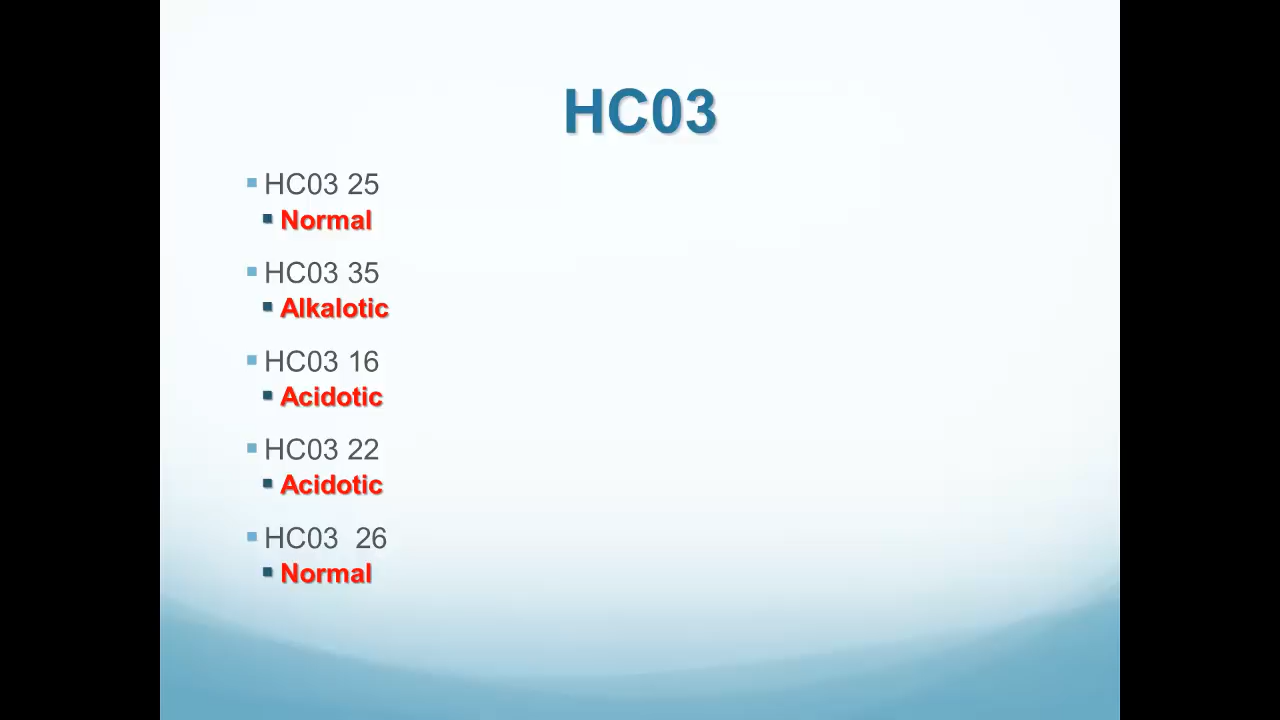 HC03
HC03 25
Normal
HC03 35
Alkalotic
HC03 16
Acidotic
HC03 22
Acidotic
HC03  26
Normal